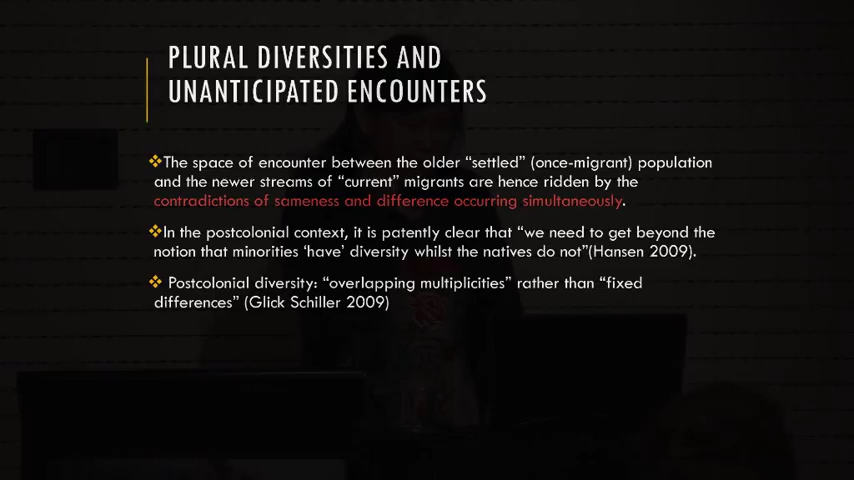 PLURAL DIVERSITIES AND
UNANTICIPATED ENCOUNTERS
❖The space of encounter between the older “settled” (once-migrant) population
and the newer streams of “current” migrants are hence ridden by the
contradictions of sameness and difference occurring simultaneously.
❖In the postcolonial context, it is patently clear that “we need to get beyond the
notion that minorities ‘have’ diversity whilst the natives do not”(Hansen 2009).
❖ Postcolonial diversity: “overlapping multiplicities” rather than “fixed
differences” (Glick Schiller 2009)